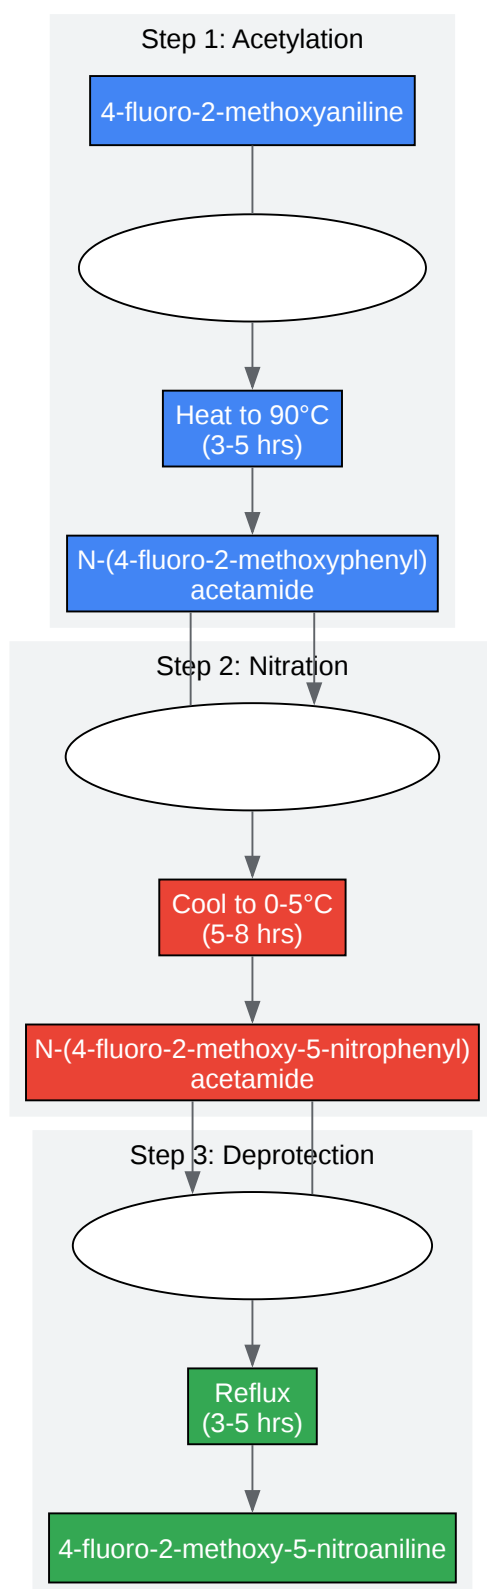 Step 1: Acetylation
4-fluoro-2-methoxyaniline
Heat to 90°C
(3-5 hrs)
N-(4-fluoro-2-methoxyphenyl)
acetamide
Step 2: Nitration
Cool to 0-5°C
(5-8 hrs)
N-(4-fluoro-2-methoxy-5-nitrophenyl)
acetamide
Step 3: Deprotection
Reflux
(3-5 hrs)
4-fluoro-2-methoxy-5-nitroaniline